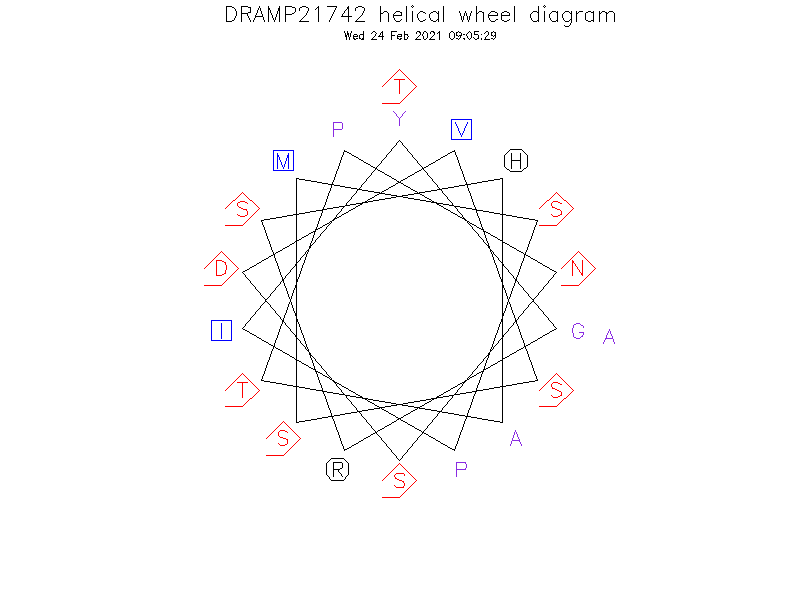 DRAMP21742 helical wheel diagram
Wed 24 Feb 2021 09:05:29
T
Y
P
V
M
H
S
S
D
N
I
G A
T
S
S
A
R
P
S